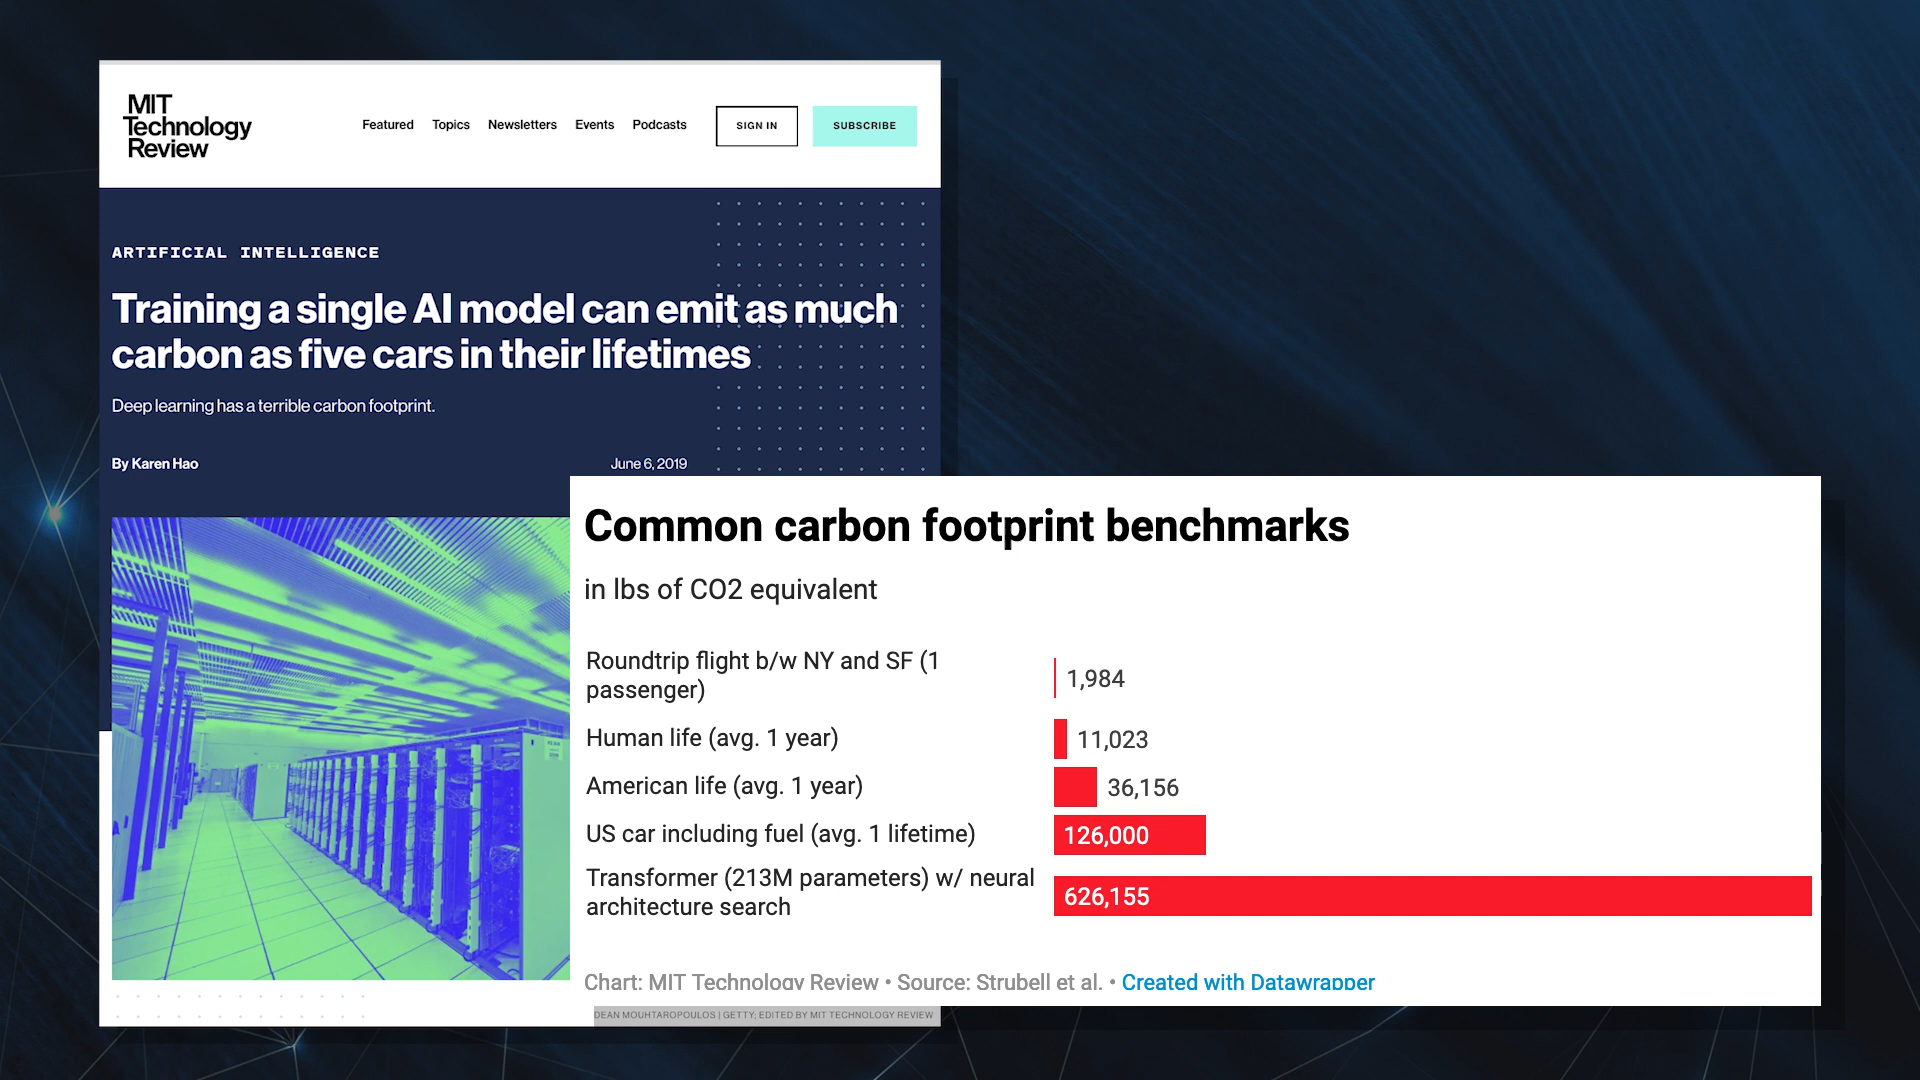 MIT
Technology
Review
Featured Topics Newsletters Events Podcasts SIGN IN SUBSCRIBE
ARTIFICIAL INTELLIGENCE
Training a single AI model can emit as much
carbon as five cars in their lifetimes
Deep learning has a terrible carbon footprint.
By Karen Hao June 6, 2019
Common carbon footprint benchmarks
in lbs of CO2 equivalent
Roundtrip flight b/w NY and SF (1
passenger)
1,984
Human life (avg. 1 year) 11,023
American life (avg. 1 year) 36,156
US car including fuel (avg. 1 lifetime) 126,000
Transformer (213M parameters) w/ neural
architecture search
626,155
Chart: MIT Technology Review • Source: Strubell et al. • Created with Datawrapper
DEAN MOUHTAROPOULOS | GETTY; EDITED BY MIT TECHNOLOGY REVIEW